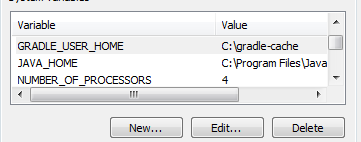 Variable Value
GRADLE_USER_HOME C:\gradle-cache
JAVA_HOME C:\Program Files\Java
NUMBER_OF_PROCESSORS 4
New... Edit... Delete